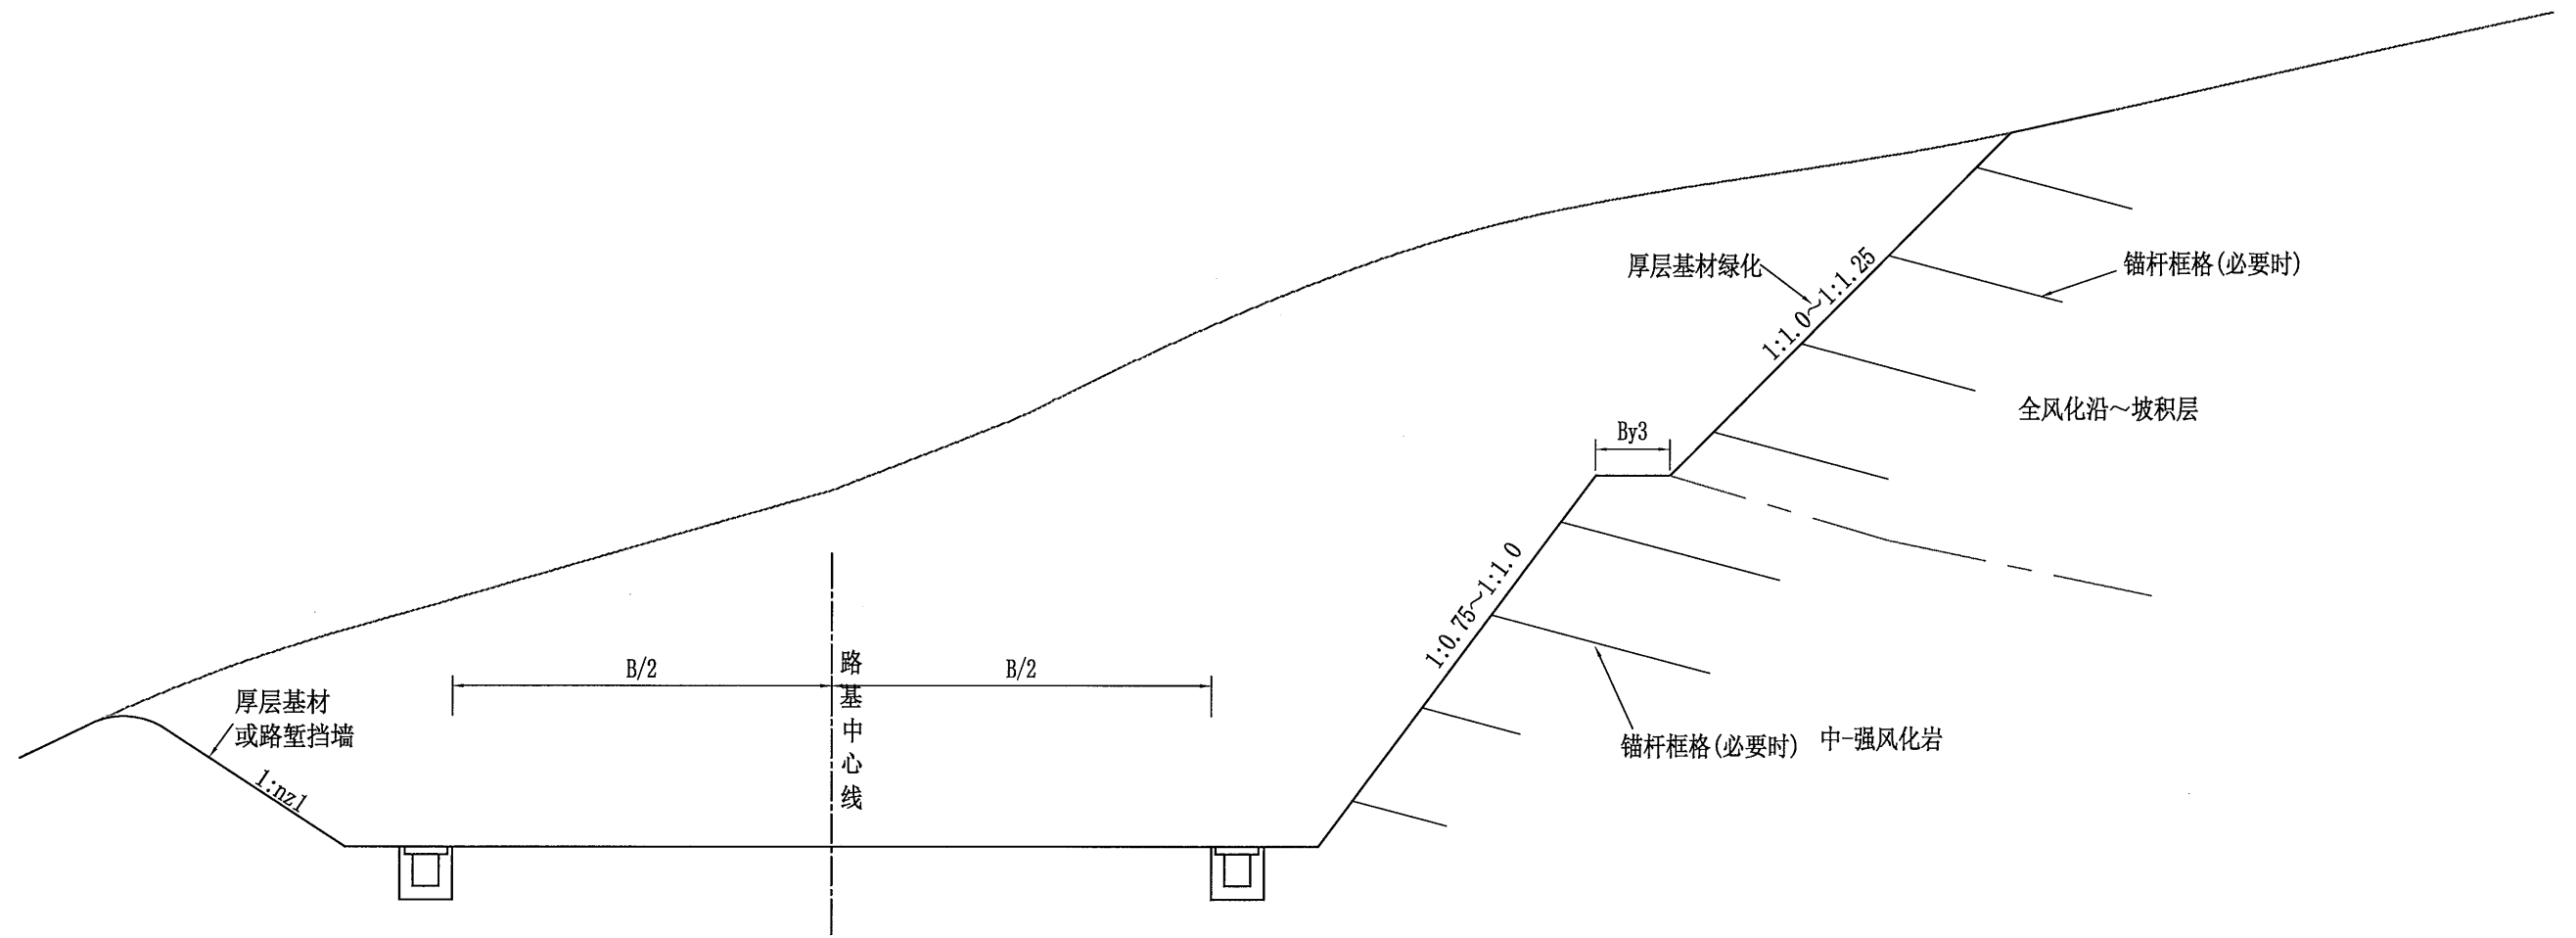 厚层基材绿化
1:1.0～1:1.25
锚杆框格(必要时)
全风化沿～坡积层
By3
1:0.75～1:1.0
B/2
B/2
路基中心线
厚层基材
或路堑挡墙
1:nz1
锚杆框格(必要时)
中-强风化岩